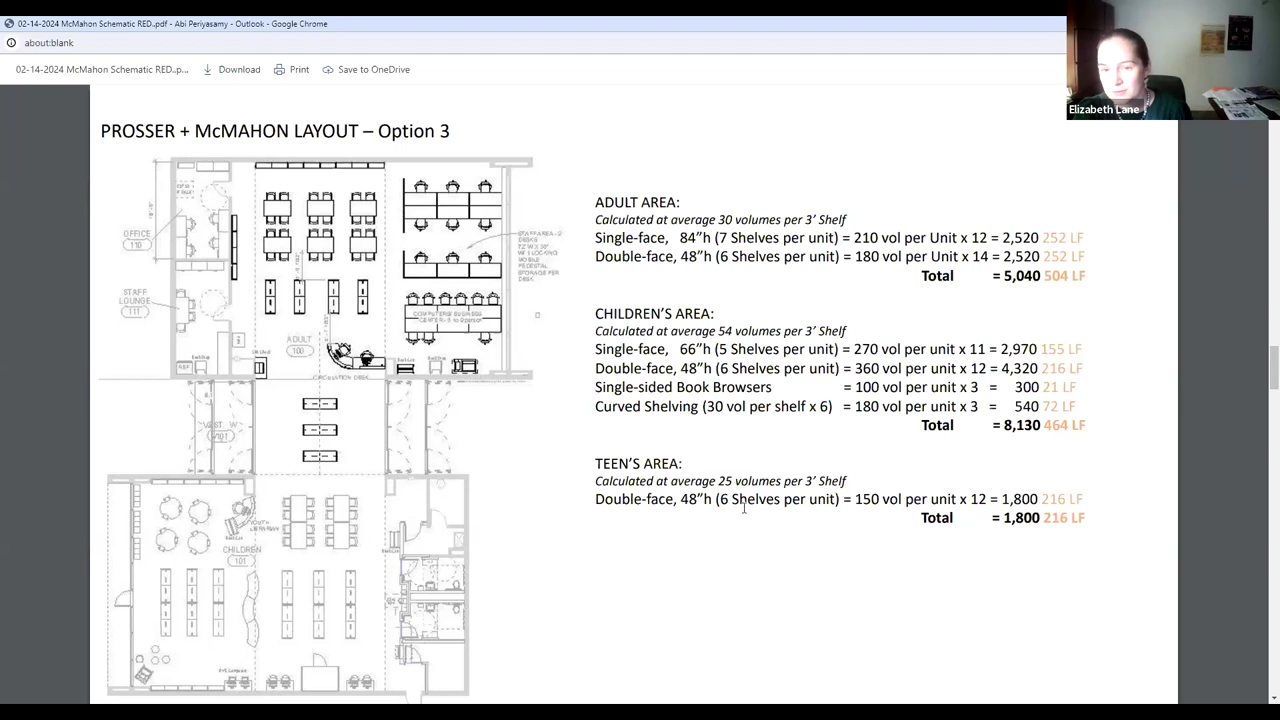 02-14-2024 McMahon Schematic RED..pdf - Abi Periyasamy - Outlook - Google Chrome
about:blank
02-14-2024 McMahon Schematic RED..p... Download Print Save to OneDrive
Elizabeth Lane
PROSSER + McMAHON LAYOUT – Option 3
OFFICE
110
STAFF
LOUNGE
111
ADULT
100
CIRCULATION DESK
COMPUTER/BUSINESS
VEST.
CHILDREN
101
ADULT AREA:
Calculated at average 30 volumes per 3’ Shelf
Single-face, 84”h (7 Shelves per unit) = 210 vol per Unit x 12 = 2,520 252 LF
Double-face, 48”h (6 Shelves per unit) = 180 vol per Unit x 14 = 2,520 252 LF
Total = 5,040 504 LF
CHILDREN’S AREA:
Calculated at average 54 volumes per 3’ Shelf
Single-face, 66”h (5 Shelves per unit) = 270 vol per unit x 11 = 2,970 155 LF
Double-face, 48”h (6 Shelves per unit) = 360 vol per unit x 12 = 4,320 216 LF
Single-sided Book Browsers = 100 vol per unit x 3 = 300 21 LF
Curved Shelving (30 vol per shelf x 6) = 180 vol per unit x 3 = 540 72 LF
Total = 8,130 464 LF
TEEN’S AREA:
Calculated at average 25 volumes per 3’ Shelf
Double-face, 48”h (6 Shelves per unit) = 150 vol per unit x 12 = 1,800 216 LF
Total = 1,800 216 LF